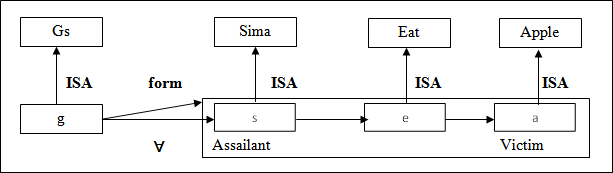 Gs Sima Eat Apple
ISA form ISA ISA ISA
g s e a
∀ Assailant Victim